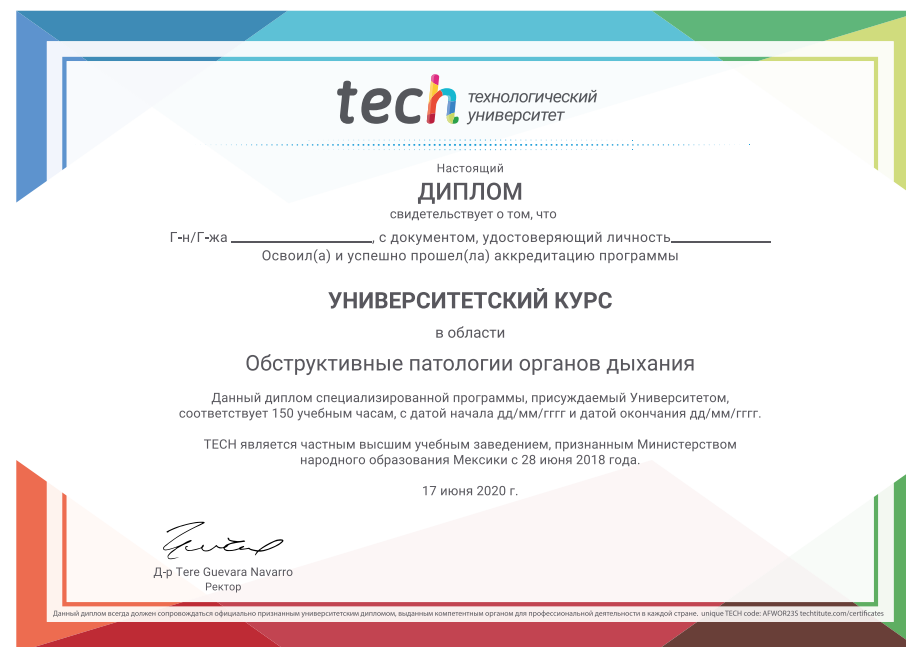 tech технологический
университет
Настоящий
ДИПЛОМ
свидетельствует о том, что
Г-н/Г-жа ____________________, с документом, удостоверяющий личность______________
Освоил(а) и успешно прошел(ла) аккредитацию программы
УНИВЕРСИТЕТСКИЙ КУРС
в области
Обструктивные патологии органов дыхания
Данный диплом специализированной программы, присуждаемый Университетом,
соответствует 150 учебным часам, с датой начала дд/мм/гггг и датой окончания дд/мм/гггг.
TECH является частным высшим учебным заведением, признанным Министерством
народного образования Мексики с 28 июня 2018 года.
17 июня 2020 г.
Д-р Tere Guevara Navarro
Ректор
Данный диплом всегда должен сопровождаться официально признанным университетским дипломом, выданным компетентным органом для профессиональной деятельности в каждой стране. unique TECH code: AFWOR23S techtitute.com/certificates